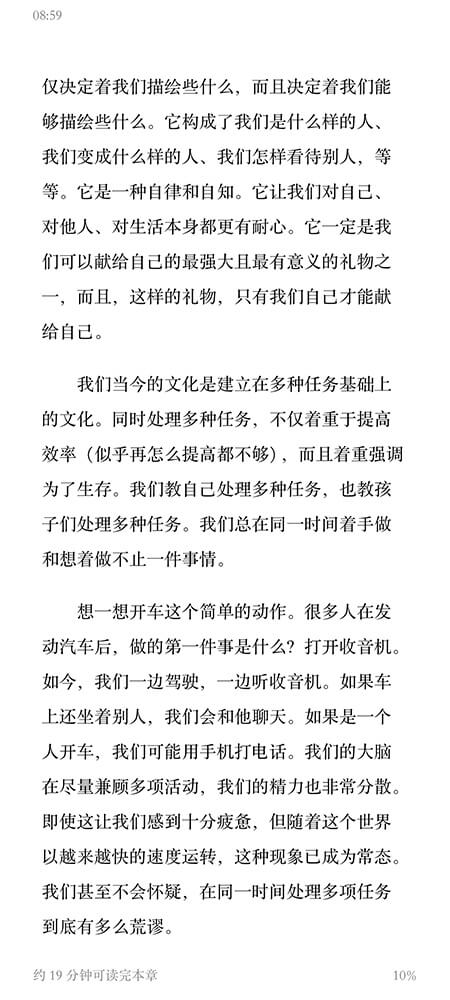 08:59
仅决定着我们描绘些什么，而且决定着我们能
够描绘些什么。它构成了我们是什么样的人、
我们变成什么样的人、我们怎样看待别人，等
等。它是一种自律和自知。它让我们对自己、
对他人、对生活本身都更有耐心。它一定是我
们可以献给自己的最强大且最有意义的礼物之
一，而且，这样的礼物，只有我们自己才能献
给自己。
我们当今的文化是建立在多种任务基础上
的文化。同时处理多种任务，不仅着重于提高
效率（似乎再怎么提高都不够），而且着重强调
为了生存。我们教自己处理多种任务，也教孩
子们处理多种任务。我们总在同一时间着手做
和想着做不止一件事情。
想一想开车这个简单的动作。很多人在发
动汽车后，做的第一件事是什么？打开收音机。
如今，我们一边驾驶，一边听收音机。如果车
上还坐着别人，我们会和他聊天。如果是一个
人开车，我们可能用手机打电话。我们的大脑
在尽量兼顾多项活动，我们的精力也非常分散。
即使这让我们感到十分疲惫，但随着这个世界
以越来越快的速度运转，这种现象已成为常态。
我们甚至不会怀疑，在同一时间处理多项任务
到底有多么荒谬。
约 19 分钟可读完本章
10%